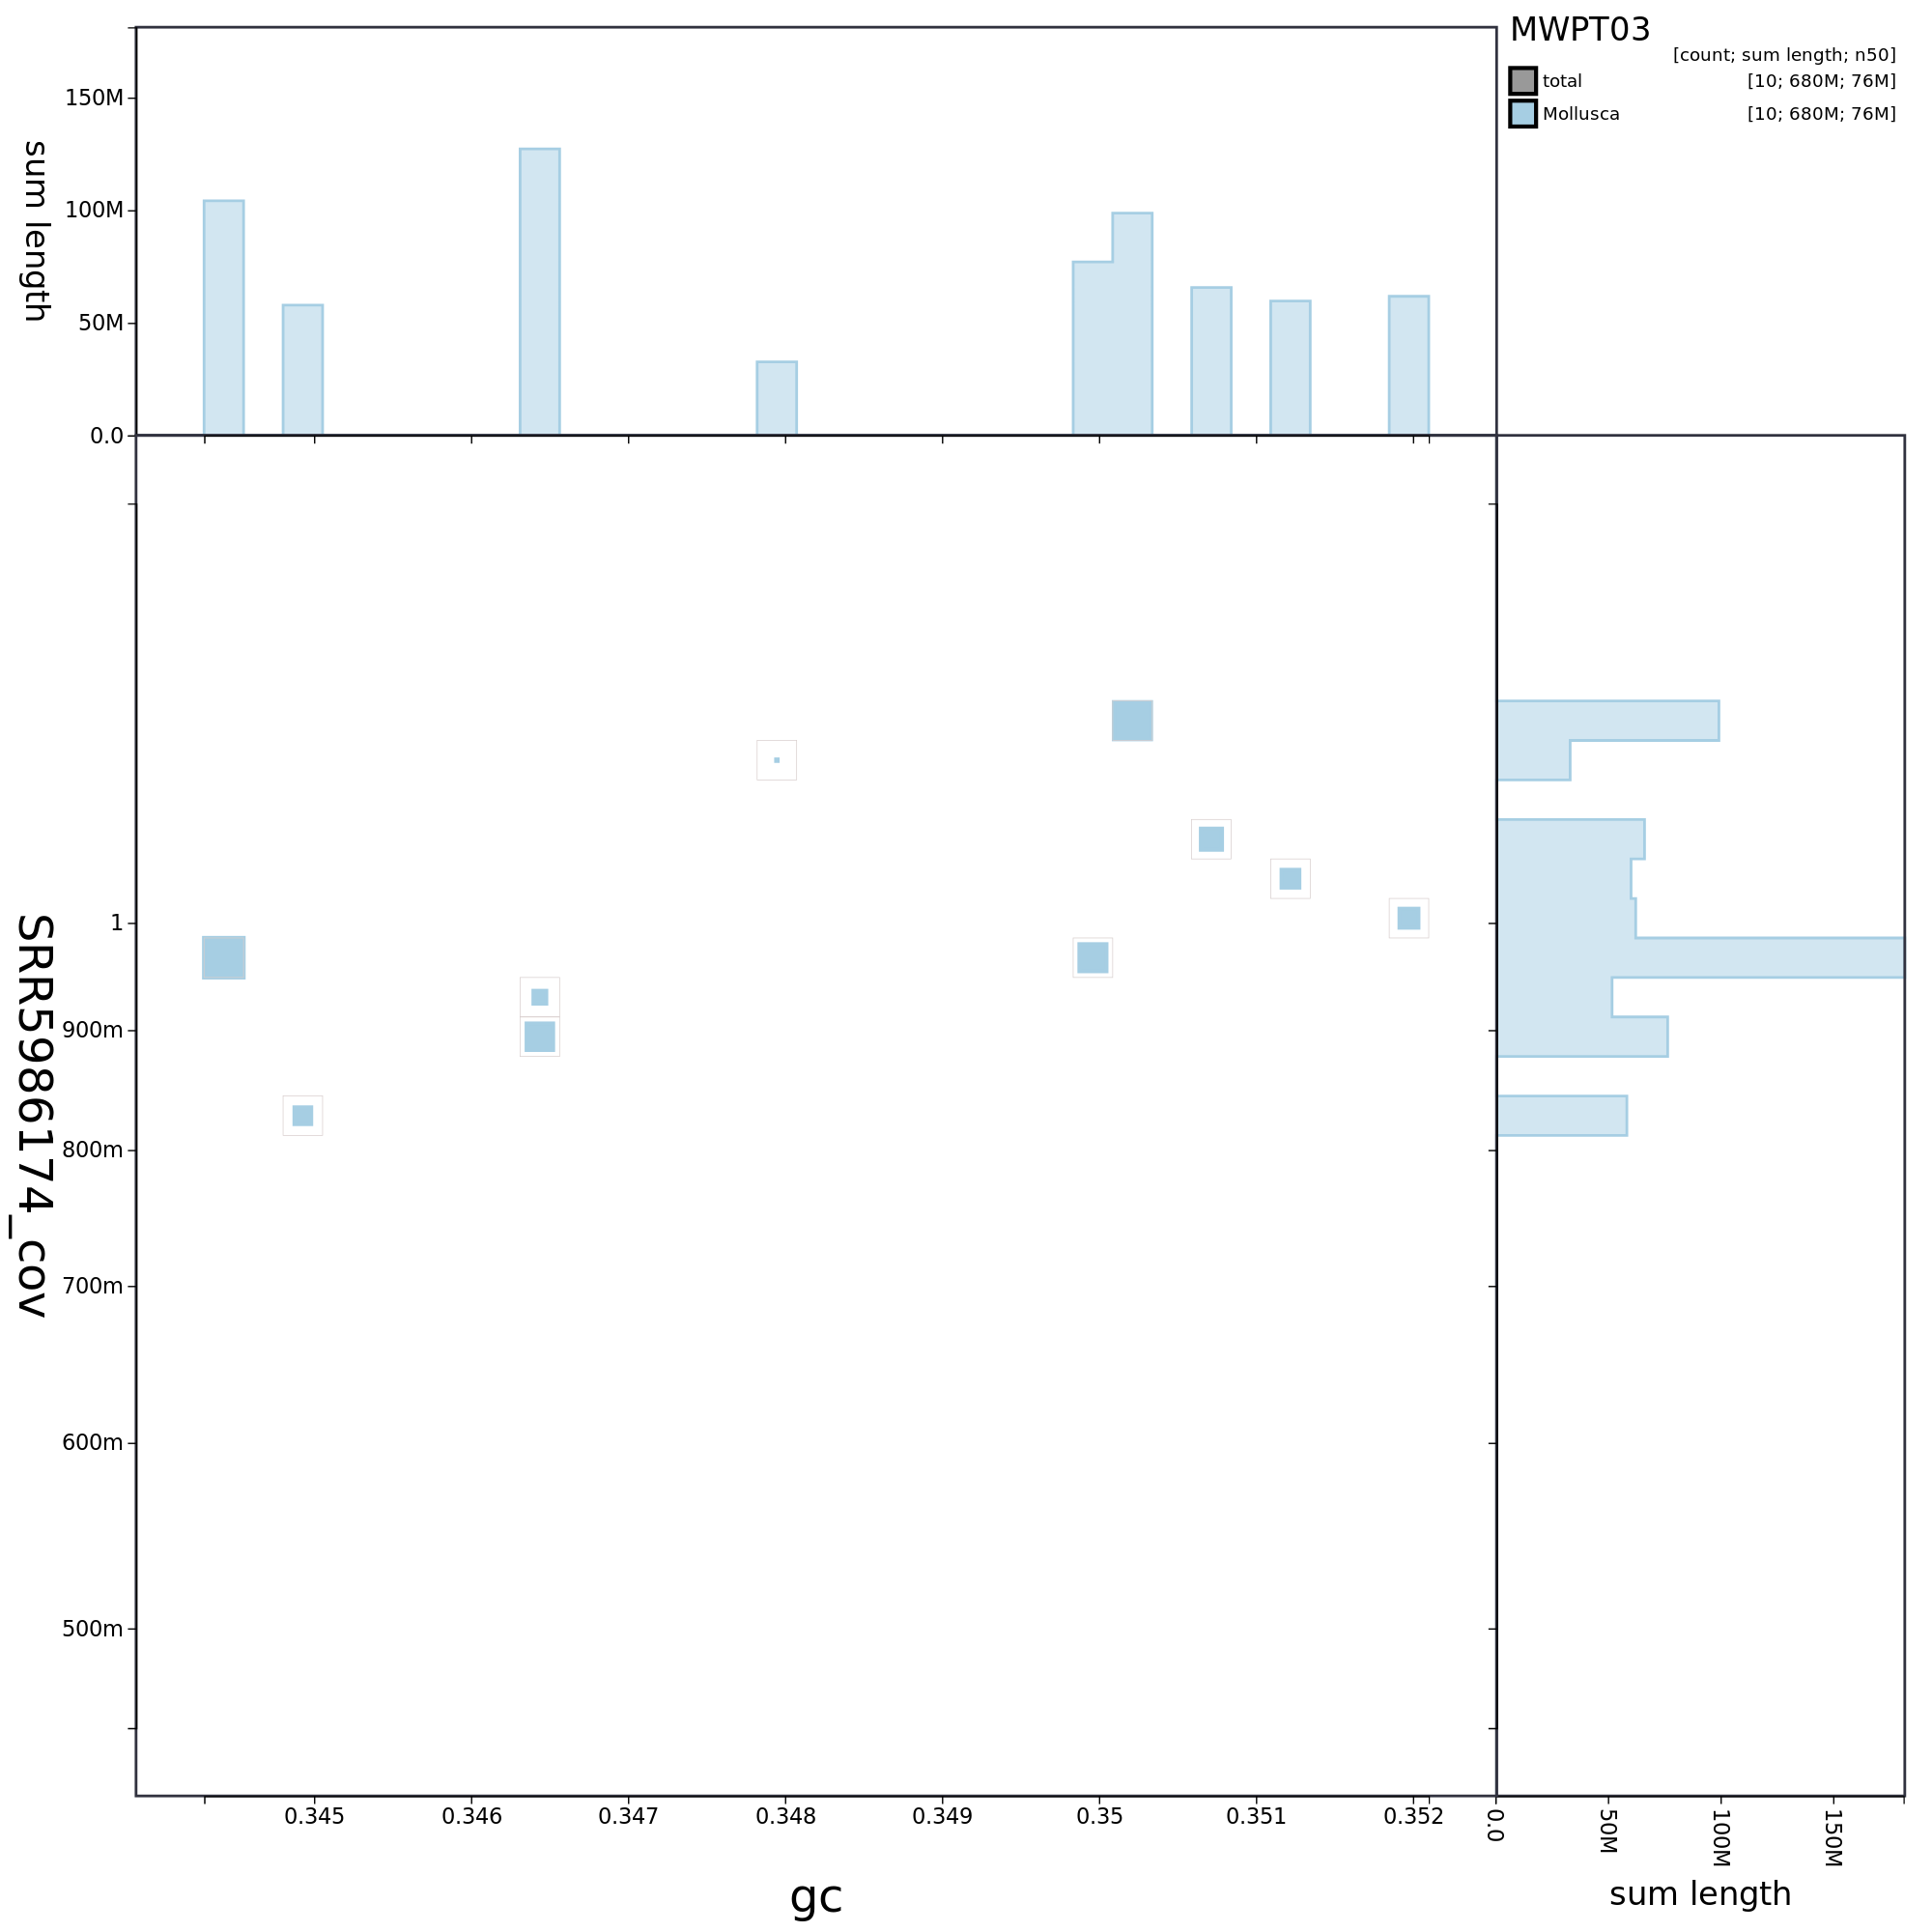 MWPT03
[count; sum length; n50]
total [10; 680M; 76M]
Mollusca [10; 680M; 76M]
sum length
150M
100M
50M
0.0
SRR5986174_cov
1
900m
800m
700m
600m
500m
0.345 0.346 0.347 0.348 0.349 0.35 0.351 0.352
gc
0.0 50M 100M 150M
sum length